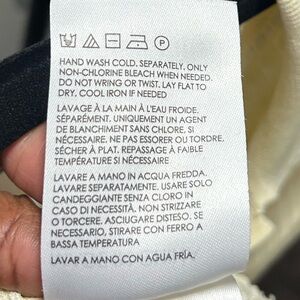 HAND WASH COLD, SEPARATELY, ONLY
NON-CHLORINE BLEACH WHEN NEEDED.
DO NOT WRING OR TWIST. LAY FLAT TO
DRY, COOL IRON IF NEEDED
LAVAGE À LA MAIN À L'EAU FROIDE.
SÉPARÉMENT. UNIQUEMENT UN AGENT
DE BLANCHIMENT SANS CHLORE, SI
NÉCESSAIRE. NE PAS ESSORER OU TORDRE,
SÉCHER À PLAT. REPASSAGE À FAIBLE
TEMPÉRATURE SI NÉCESSAIRE
LAVARE A MANO IN ACQUA FREDDA.
LAVARE SEPARATAMENTE. USARE SOLO
CANDEGGIANTE SENZA CLORO IN
CASO DI NECESSITÀ. NON STRIZZARE
O TORCERE. ASCIUGARE DISTESO. SE
NECESSARIO, STIRARE CON FERRO A
BASSA TEMPERATURA
LAVAR A MANO CON AGUA FRÍA.